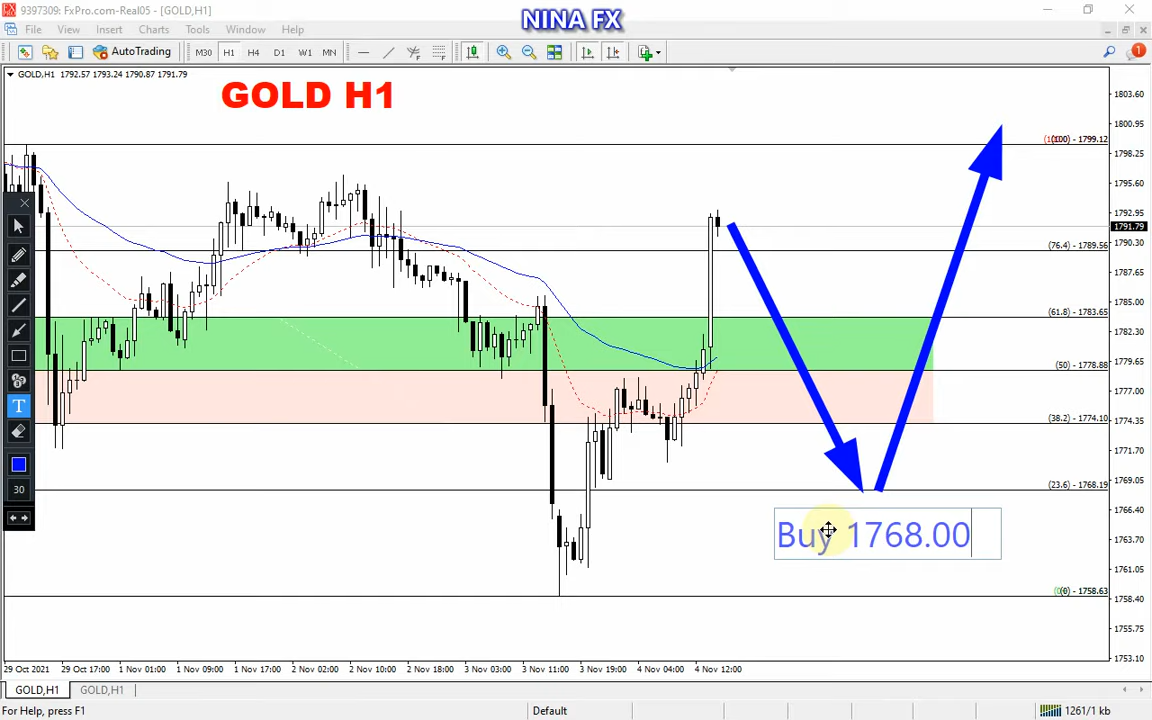 9397309: FxPro.com-Real05 - [GOLD,H1]
NINA FX
File View Insert Charts Tools Window Help
AutoTrading M30 H1 H4 D1 W1 MN
1
GOLD,H1 1792.57 1793.24 1790.87 1791.79
GOLD H1
1803.60
1800.95
(100) - 1799.12
1798.25
1795.60
1792.95
1791.79
1790.30
(76.4) - 1789.56
1787.65
1785.00
(61.8) - 1783.65
1782.30
1779.65
(50) - 1778.88
1777.00
(38.2) - 1774.10
1774.35
1771.70
1769.05
(23.6) - 1768.19
1766.40
Buy 1768.00
1763.70
1761.05
(0) - 1758.63
1758.40
1755.75
1753.10
T
30
29 Oct 2021 29 Oct 17:00 1 Nov 01:00 1 Nov 09:00 1 Nov 17:00 2 Nov 02:00 2 Nov 10:00 2 Nov 18:00 3 Nov 03:00 3 Nov 11:00 3 Nov 19:00 4 Nov 04:00 4 Nov 12:00
GOLD,H1 GOLD,H1
For Help, press F1 Default 1261/1 kb